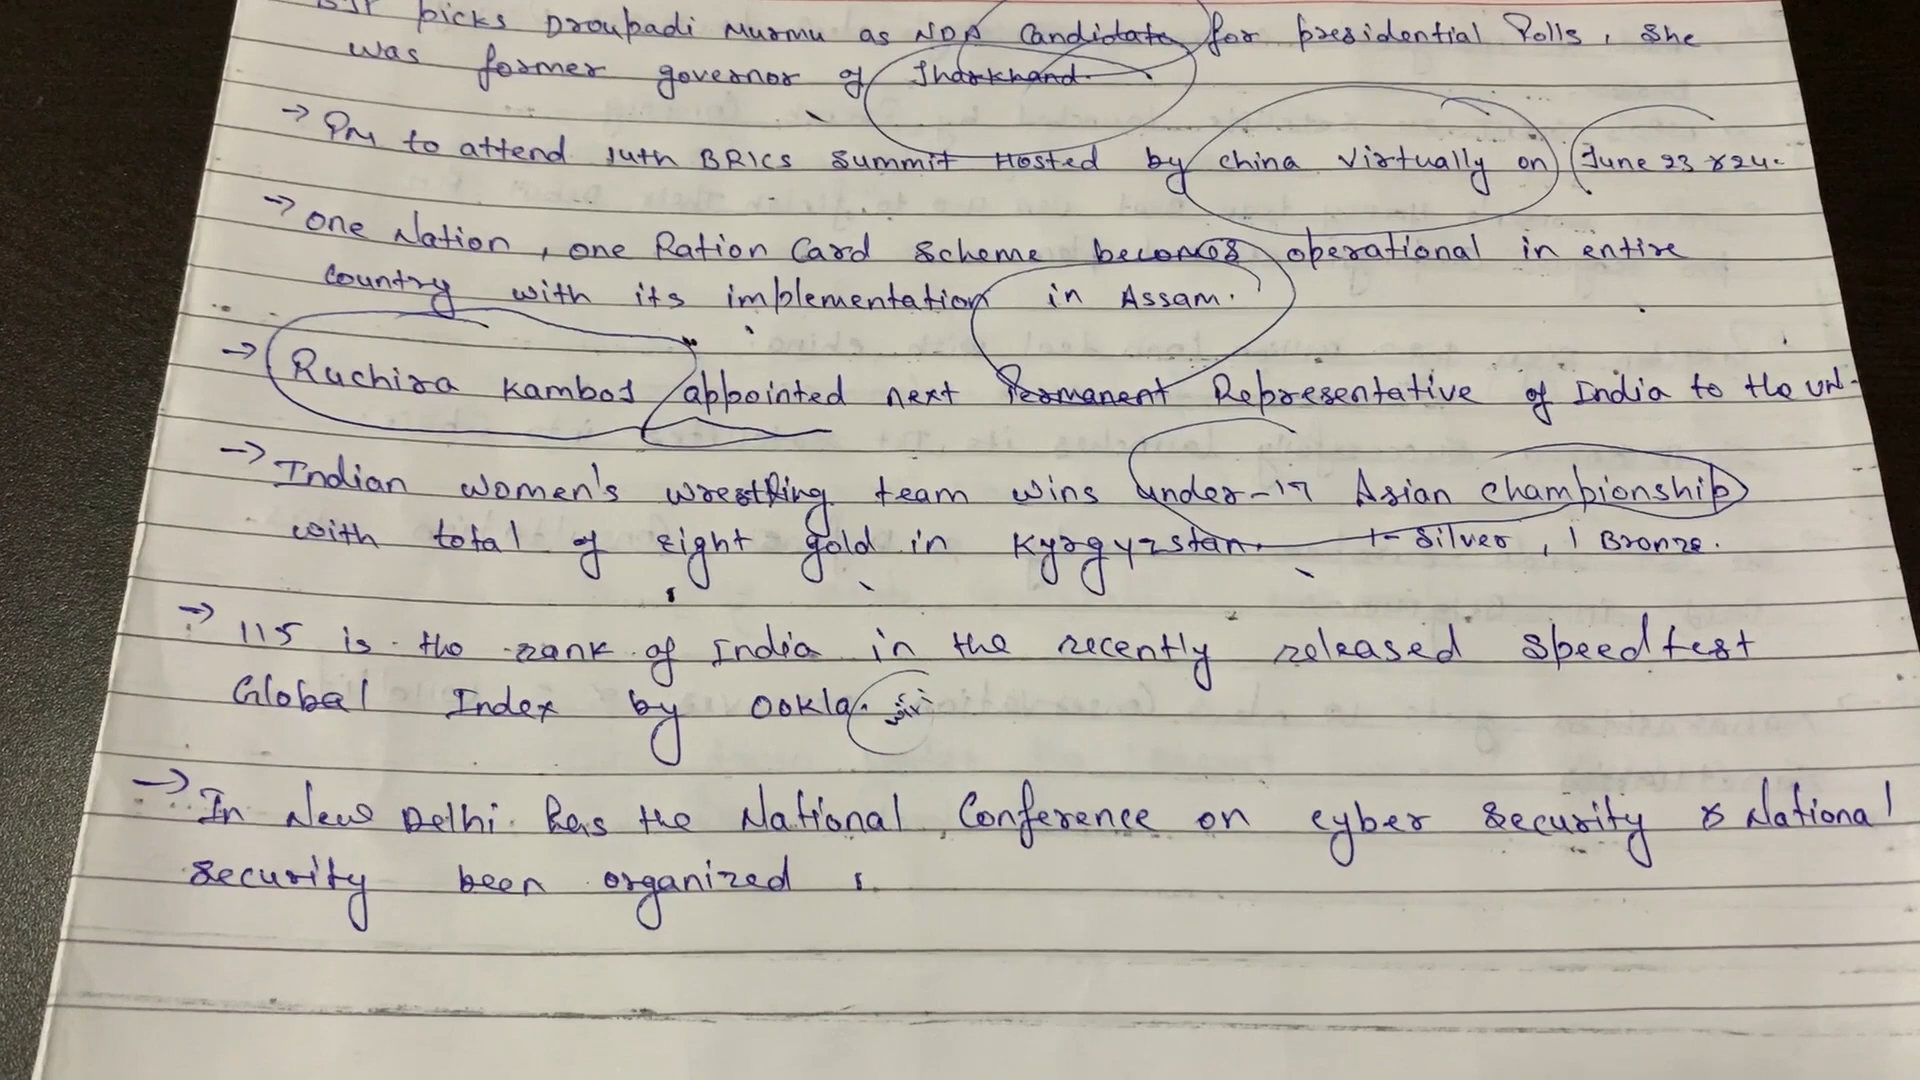 BJP picks Droupadi Murmu as NDA Candidate for presidential Polls, She
was former governor of Jharkhand
→ PM to attend 14th BRICS Summit Hosted by china virtually on June 23 & 24.
→ One Nation, one Ration Card Scheme becomes operational in entire
country with its implementation in Assam.
→ Ruchira Kamboj appointed next Permanent Representative of India to the UN.
→ Indian women's wrestling team wins under-17 Asian championship
with total of eight gold in Kyrgyzstan. 1- Silver, 1 Bronze.
→ 115 is the rank of India in the recently released Speedtest
Global Index by Ookla.
→ In New Delhi has the National Conference on cyber security & National
Security been organized